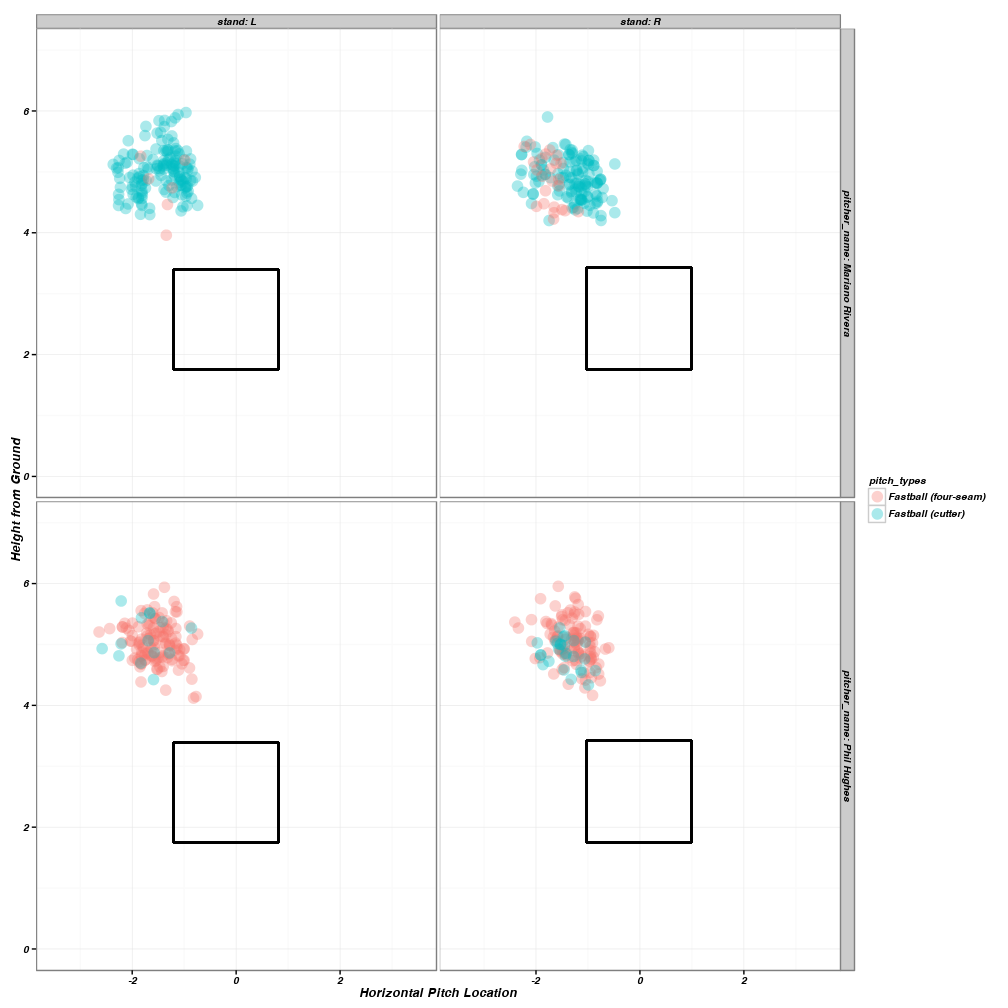 stand: L
stand: R
6
4
2
0
pitcher_name: Mariano Rivera
Height from Ground
pitch_types
Fastball (four-seam)
Fastball (cutter)
6
4
2
0
pitcher_name: Phil Hughes
-2
0
2
-2
0
2
Horizontal Pitch Location